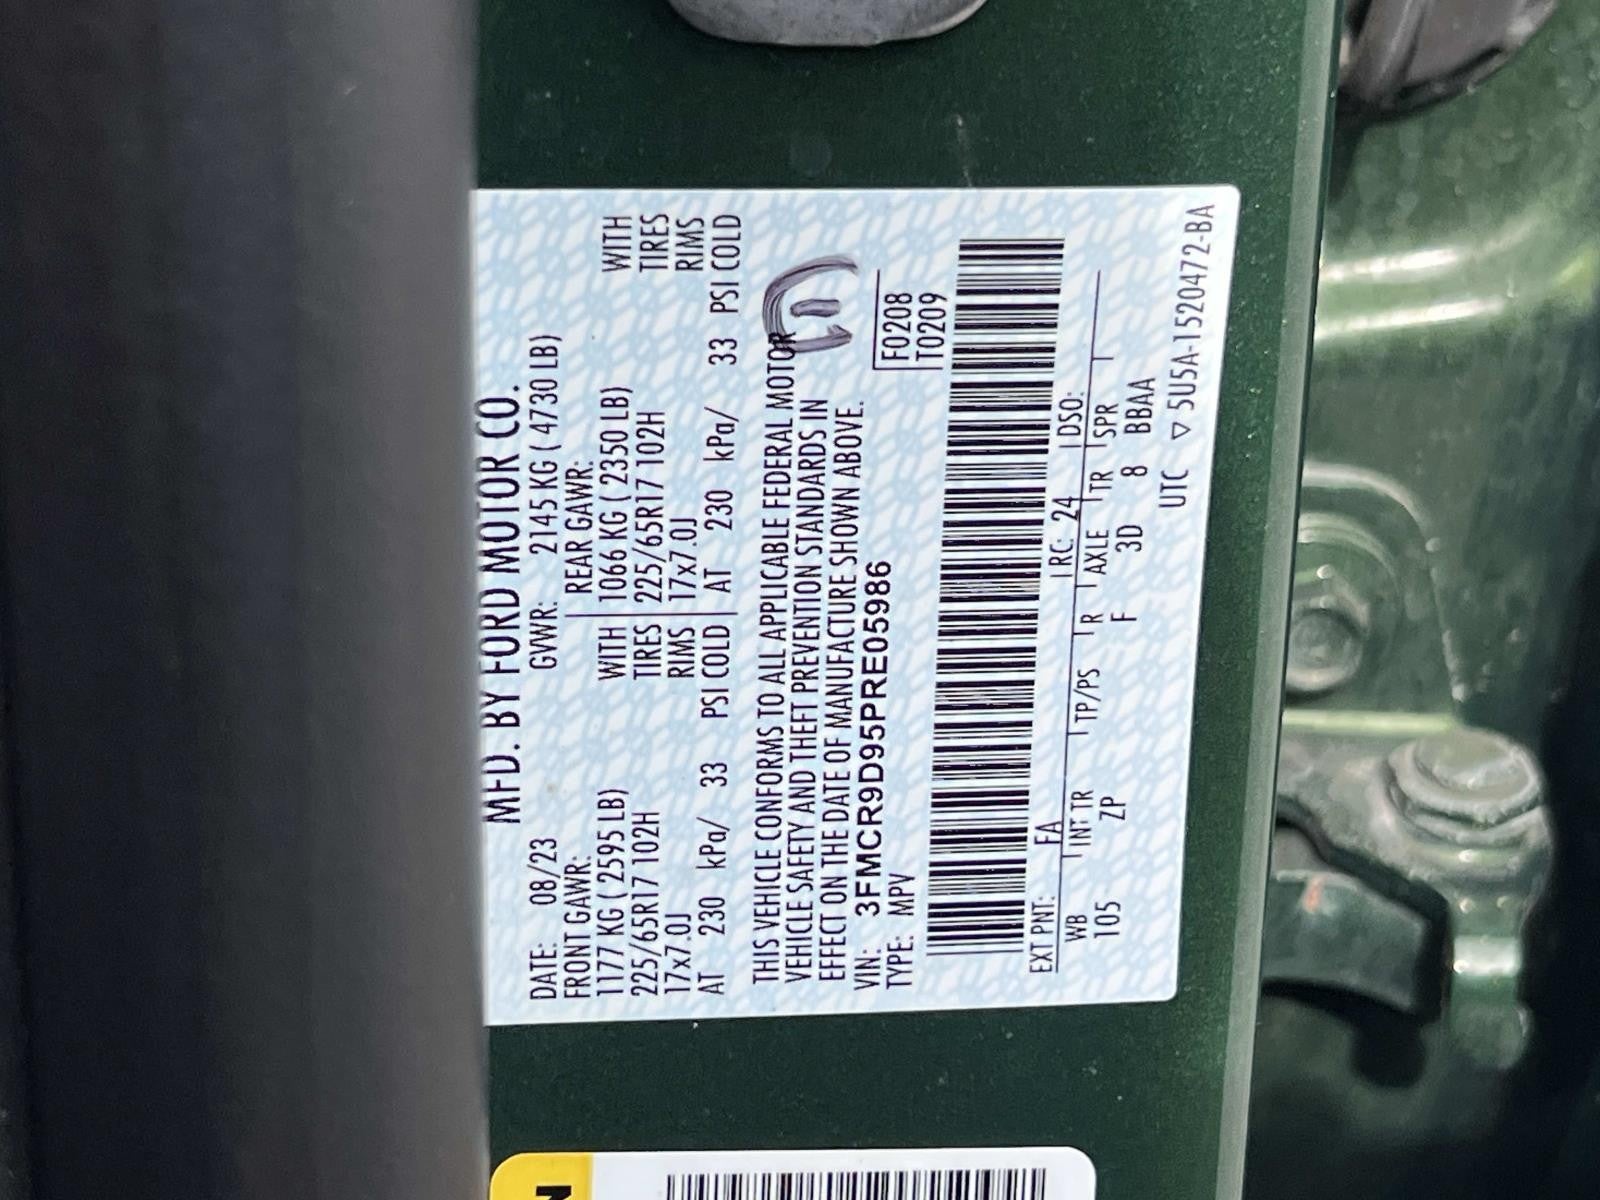 MFD. BY FORD MOTOR CO.
DATE: 08/23 GVWR: 2145 KG ( 4730 LB)
FRONT GAWR: REAR GAWR:
1177 KG ( 2595 LB) WITH 1066 KG ( 2350 LB) WITH
225/65R17 102H TIRES 225/65R17 102H TIRES
17x7.0J RIMS 17x7.0J RIMS
AT 230 kPa/ 33 PSI COLD AT 230 kPa/ 33 PSI COLD
THIS VEHICLE CONFORMS TO ALL APPLICABLE FEDERAL MOTOR
VEHICLE SAFETY AND THEFT PREVENTION STANDARDS IN
EFFECT ON THE DATE OF MANUFACTURE SHOWN ABOVE.
VIN: 3FMCR9D95PRE05986 F0208
TYPE: MPV T0209
EXT PNT: FA RC: 24 DSO:
WB INT TR TP/PS R AXLE TR SPR
105 ZP F 3D 8 BBAA
UTC ▽ 5U5A-1520472-BA
N